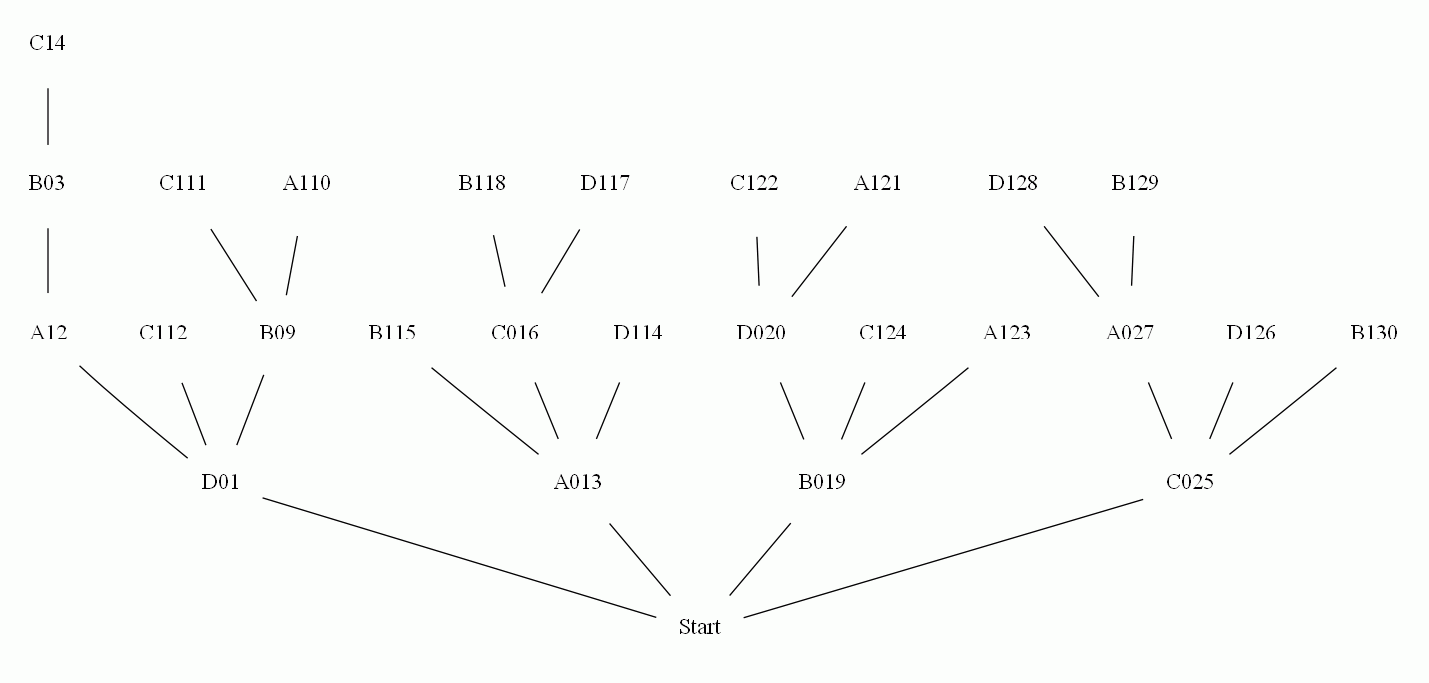 C14
B03 C111 A110 B118 D117 C122 A121 D128 B129
A12 C112 B09 B115 C016 D114 D020 C124 A123 A027 D126 B130
D01 A013 B019 C025
Start